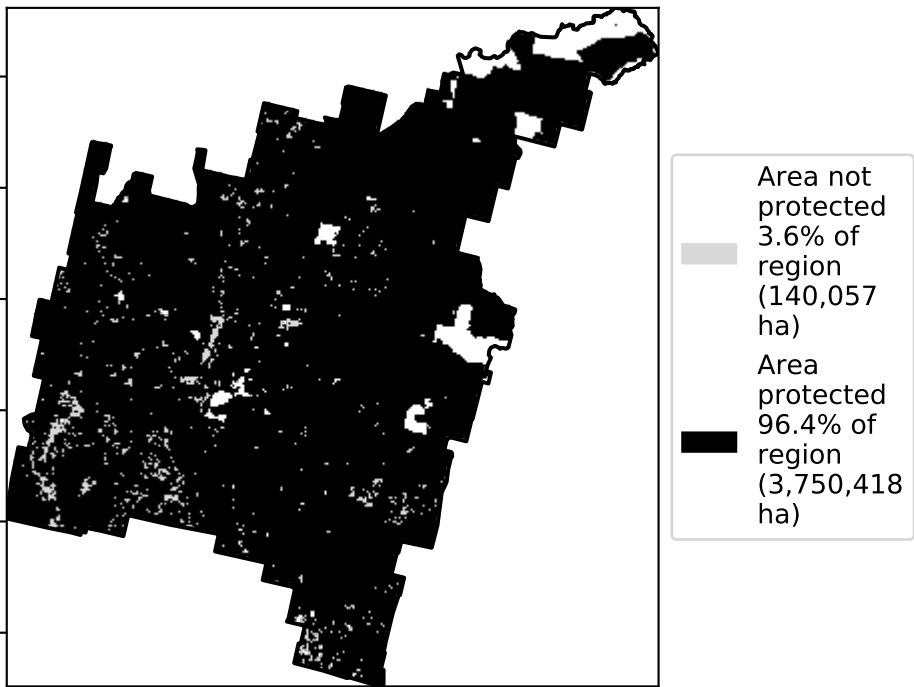 Area not
protected
3.6% of
region
(140,057
ha)
Area
protected
96.4% of
region
(3,750,418
ha)